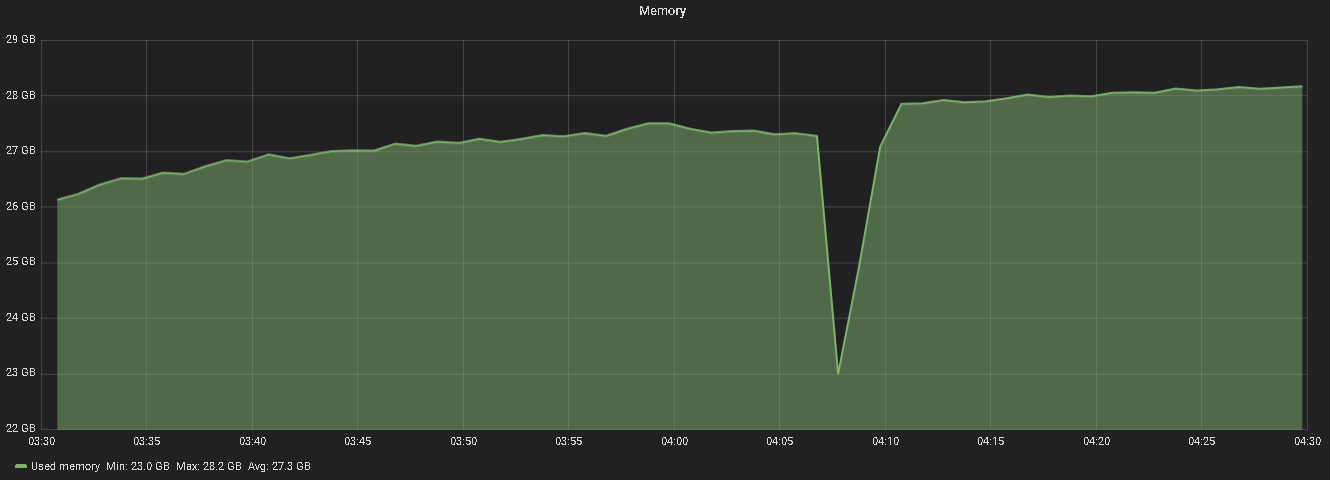 Memory
29 GB
28 GB
27 GB
26 GB
25 GB
24 GB
23 GB
22 GB
03:30 03:35 03:40 03:45 03:50 03:55 04:00 04:05 04:10 04:15 04:20 04:25 04:30
Used memory Min: 23.0 GB Max: 28.2 GB Avg: 27.3 GB